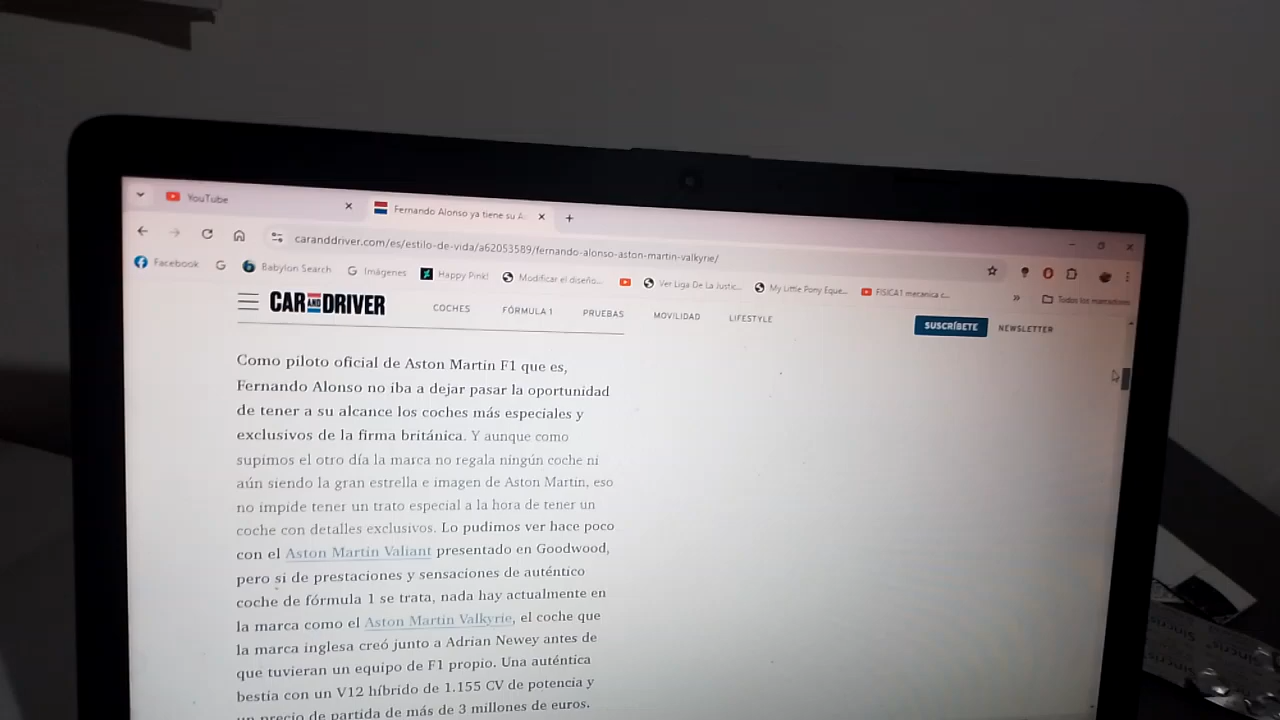 YouTube
Fernando Alonso ya tiene su A
caranddriver.com/es/estilo-de-vida/a62053589/fernando-alonso-aston-martin-valkyrie/
Facebook
Babylon Search
Imágenes
Happy Pink!
Modificar el diseño...
Ver Liga De La Justic...
My Little Pony Eque...
FISICA1 mecanica c...
Todos los marcadores
CAR AND DRIVER
COCHES
FÓRMULA 1
PRUEBAS
MOVILIDAD
LIFESTYLE
SUSCRÍBETE
NEWSLETTER
Como piloto oficial de Aston Martin F1 que es,
Fernando Alonso no iba a dejar pasar la oportunidad
de tener a su alcance los coches más especiales y
exclusivos de la firma británica. Y aunque como
supimos el otro día la marca no regala ningún coche ni
aún siendo la gran estrella e imagen de Aston Martin, eso
no impide tener un trato especial a la hora de tener un
coche con detalles exclusivos. Lo pudimos ver hace poco
con el Aston Martin Valiant presentado en Goodwood,
pero si de prestaciones y sensaciones de auténtico
coche de fórmula 1 se trata, nada hay actualmente en
la marca como el Aston Martin Valkyrie, el coche que
la marca inglesa creó junto a Adrian Newey antes de
que tuvieran un equipo de F1 propio. Una auténtica
bestia con un V12 híbrido de 1.155 CV de potencia y
un precio de partida de más de 3 millones de euros.